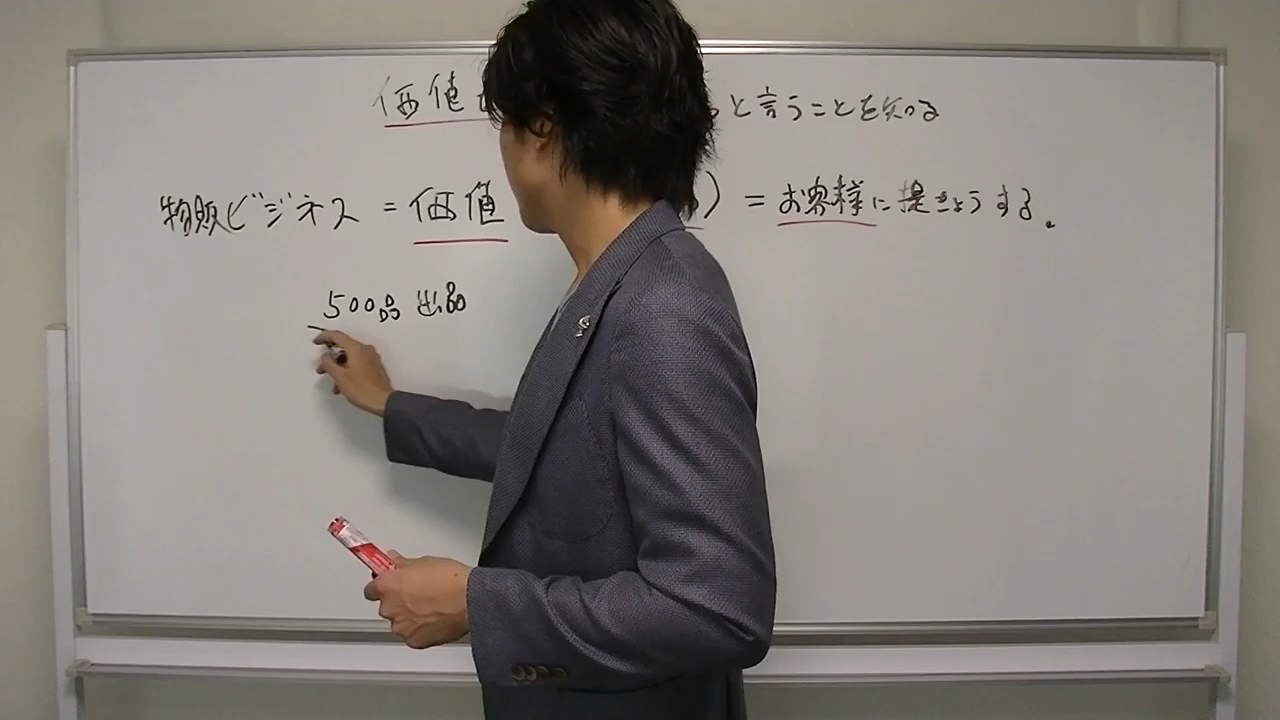 価値 と言うことを知る
物販ビジネス = 価値 ) = お客様に提きょうする。
500品 出品